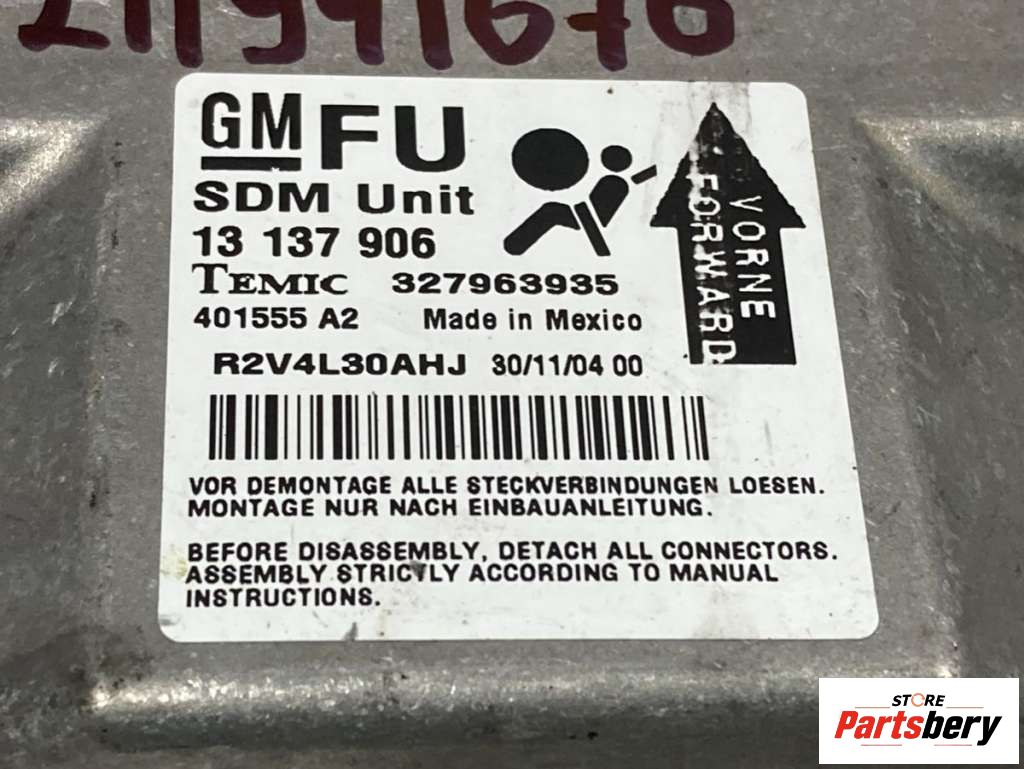 GM FU
SDM Unit
13 137 906
TEMIC 327963935
401555 A2 Made in Mexico
R2V4L30AHJ 30/11/04 00
VORNE
FORWARD
VOR DEMONTAGE ALLE STECKVERBINDUNGEN LOESEN.
MONTAGE NUR NACH EINBAUANLEITUNG.
BEFORE DISASSEMBLY, DETACH ALL CONNECTORS.
ASSEMBLY STRICTLY ACCORDING TO MANUAL
INSTRUCTIONS.
STORE
Partsbery